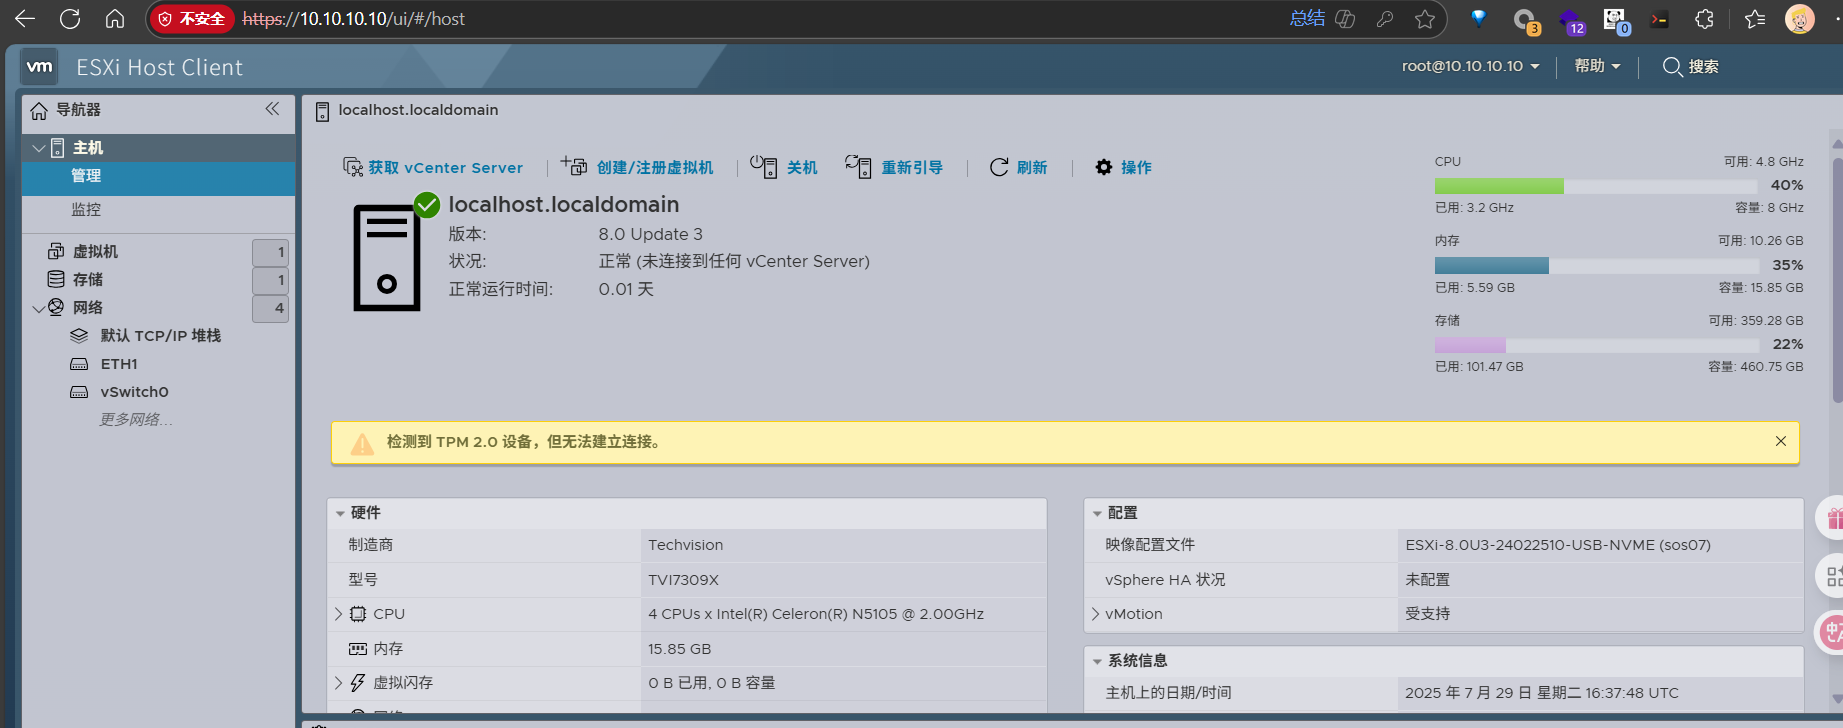 不安全 https://10.10.10.10/ui/#/host 总结 3 12 0
vm ESXi Host Client root@10.10.10.10 帮助 搜索
导航器
主机
管理
监控
虚拟机 1
存储 1
网络 4
默认 TCP/IP 堆栈
ETH1
vSwitch0
更多网络...
localhost.localdomain
获取 vCenter Server 创建/注册虚拟机 关机 重新引导 刷新 操作
localhost.localdomain
版本: 8.0 Update 3
状况: 正常 (未连接到任何 vCenter Server)
正常运行时间: 0.01 天
CPU 可用: 4.8 GHz
40%
已用: 3.2 GHz 容量: 8 GHz
内存 可用: 10.26 GB
35%
已用: 5.59 GB 容量: 15.85 GB
存储 可用: 359.28 GB
22%
已用: 101.47 GB 容量: 460.75 GB
检测到 TPM 2.0 设备，但无法建立连接。
硬件
制造商 Techvision
型号 TVI7309X
CPU 4 CPUs x Intel(R) Celeron(R) N5105 @ 2.00GHz
内存 15.85 GB
虚拟闪存 0 B 已用, 0 B 容量
配置
映像配置文件 ESXi-8.0U3-24022510-USB-NVME (sos07)
vSphere HA 状况 未配置
vMotion 受支持
系统信息
主机上的日期/时间 2025 年 7 月 29 日 星期二 16:37:48 UTC